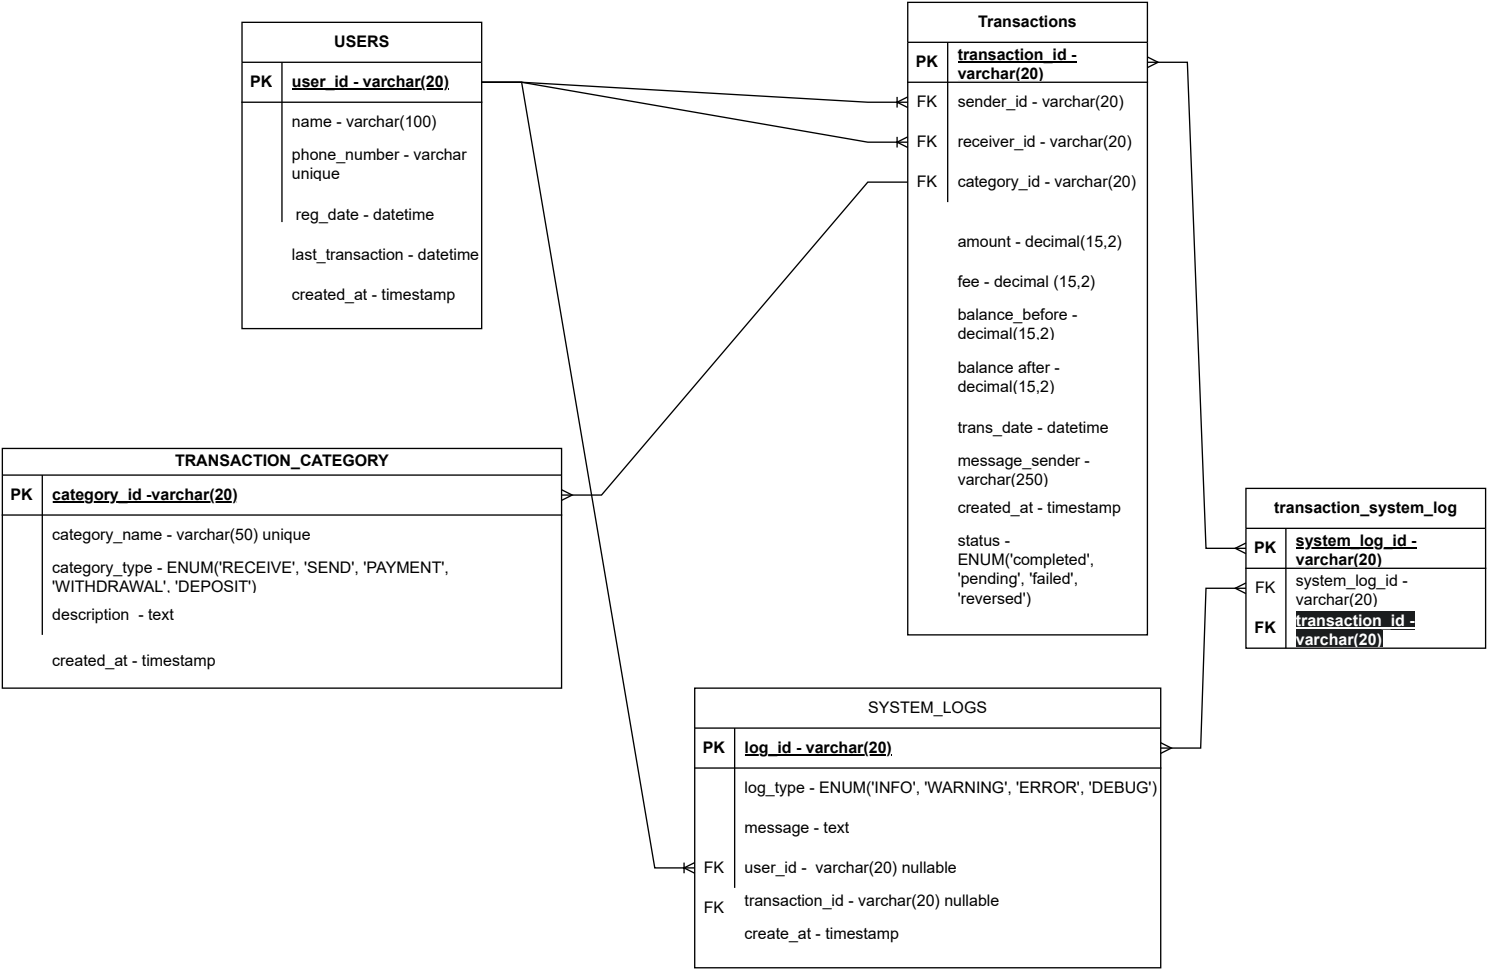 USERS
PK
user_id - varchar(20)
name - varchar(100)
phone_number - varchar
unique
reg_date - datetime
last_transaction - datetime
created_at - timestamp
Transactions
PK
transaction_id -
varchar(20)
FK
sender_id - varchar(20)
FK
receiver_id - varchar(20)
FK
category_id - varchar(20)
amount - decimal(15,2)
fee - decimal (15,2)
balance_before -
decimal(15,2)
balance after -
decimal(15,2)
trans_date - datetime
message_sender -
varchar(250)
created_at - timestamp
status -
ENUM('completed',
'pending', 'failed',
'reversed')
TRANSACTION_CATEGORY
PK
category_id -varchar(20)
category_name - varchar(50) unique
category_type - ENUM('RECEIVE', 'SEND', 'PAYMENT',
'WITHDRAWAL', 'DEPOSIT')
description  - text
created_at - timestamp
transaction_system_log
PK
system_log_id -
varchar(20)
FK
system_log_id -
varchar(20)
FK
transaction_id -
varchar(20)
SYSTEM_LOGS
PK
log_id - varchar(20)
log_type - ENUM('INFO', 'WARNING', 'ERROR', 'DEBUG')
message - text
FK
user_id -  varchar(20) nullable
FK
transaction_id - varchar(20) nullable
create_at - timestamp